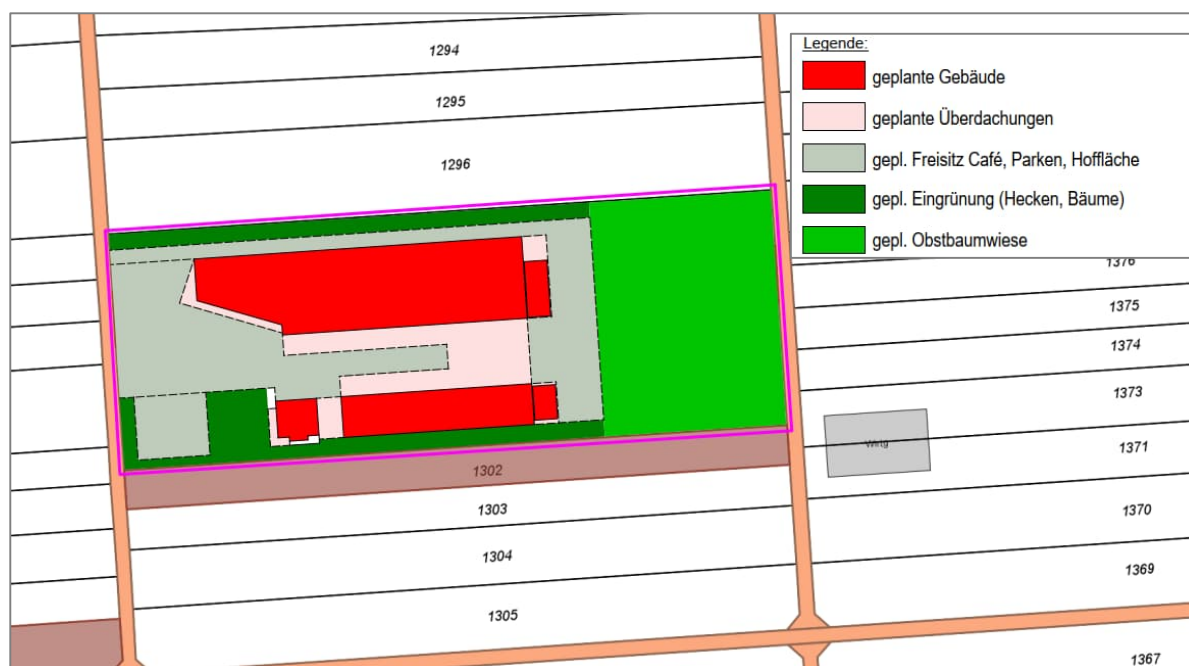 1294
Legende:
geplante Gebäude
1295
geplante Überdachungen
1296
gepl. Freisitz Café, Parken, Hoffläche
gepl. Eingrünung (Hecken, Bäume)
gepl. Obstbaumwiese
1376
1375
1374
1373
1371
1302
1303
1370
1304
1369
1305
1367